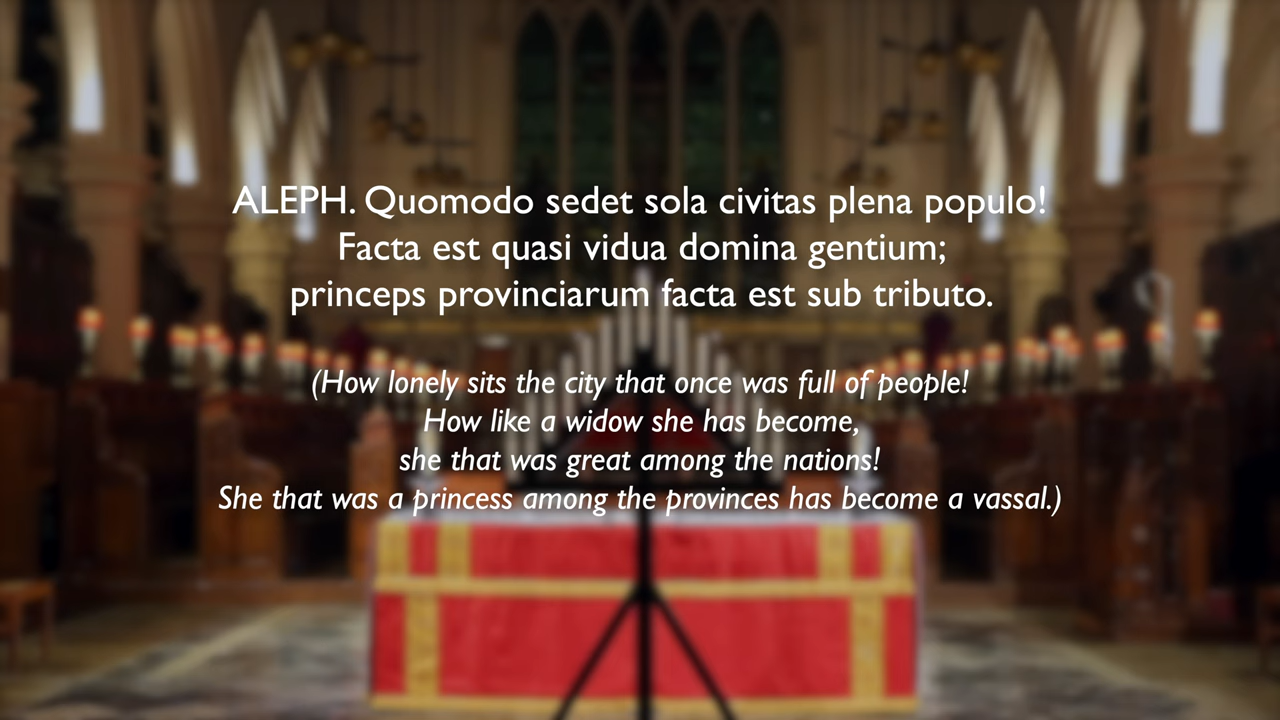 ALEPH. Quomodo sedet sola civitas plena populo!
Facta est quasi vidua domina gentium;
princeps provinciarum facta est sub tributo.
(How lonely sits the city that once was full of people!
How like a widow she has become,
she that was great among the nations!
She that was a princess among the provinces has become a vassal.)